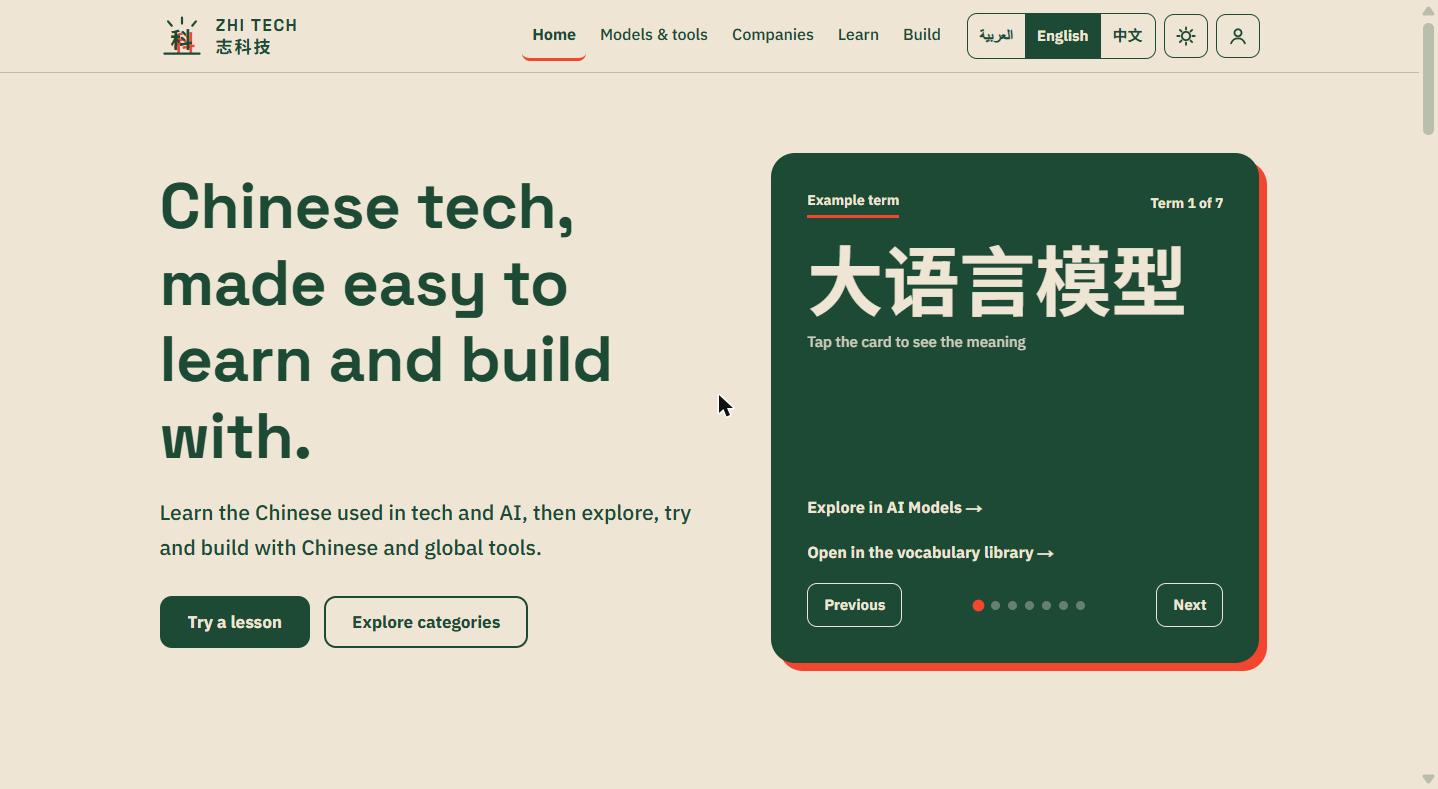 科
ZHI TECH
志科技
Home
Models & tools
Companies
Learn
Build
العربية
English
中文
Chinese tech,
made easy to
learn and build
with.
Learn the Chinese used in tech and AI, then explore, try
and build with Chinese and global tools.
Try a lesson
Explore categories
Example term
Term 1 of 7
大语言模型
Tap the card to see the meaning
Explore in AI Models →
Open in the vocabulary library →
Previous
Next